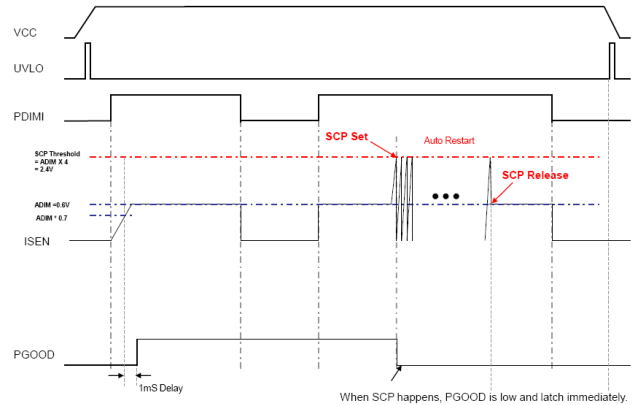 VCC
UVLO
PDIMI
SCP Set
Auto Restart
SCP Threshold
= ADIM X 4
= 2.4V
SCP Release
ADIM =0.6V
ADIM * 0.7
ISEN
PGOOD
1mS Delay
When SCP happens, PGOOD is low and latch immediately.